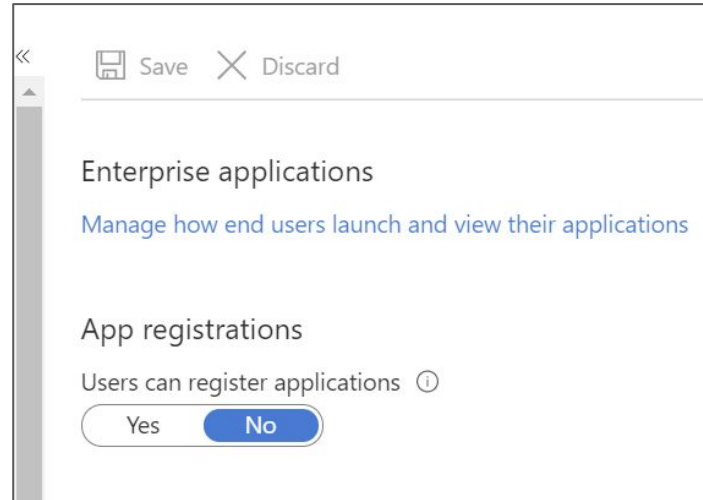 Save Discard
Enterprise applications
Manage how end users launch and view their applications
App registrations
Users can register applications
Yes No